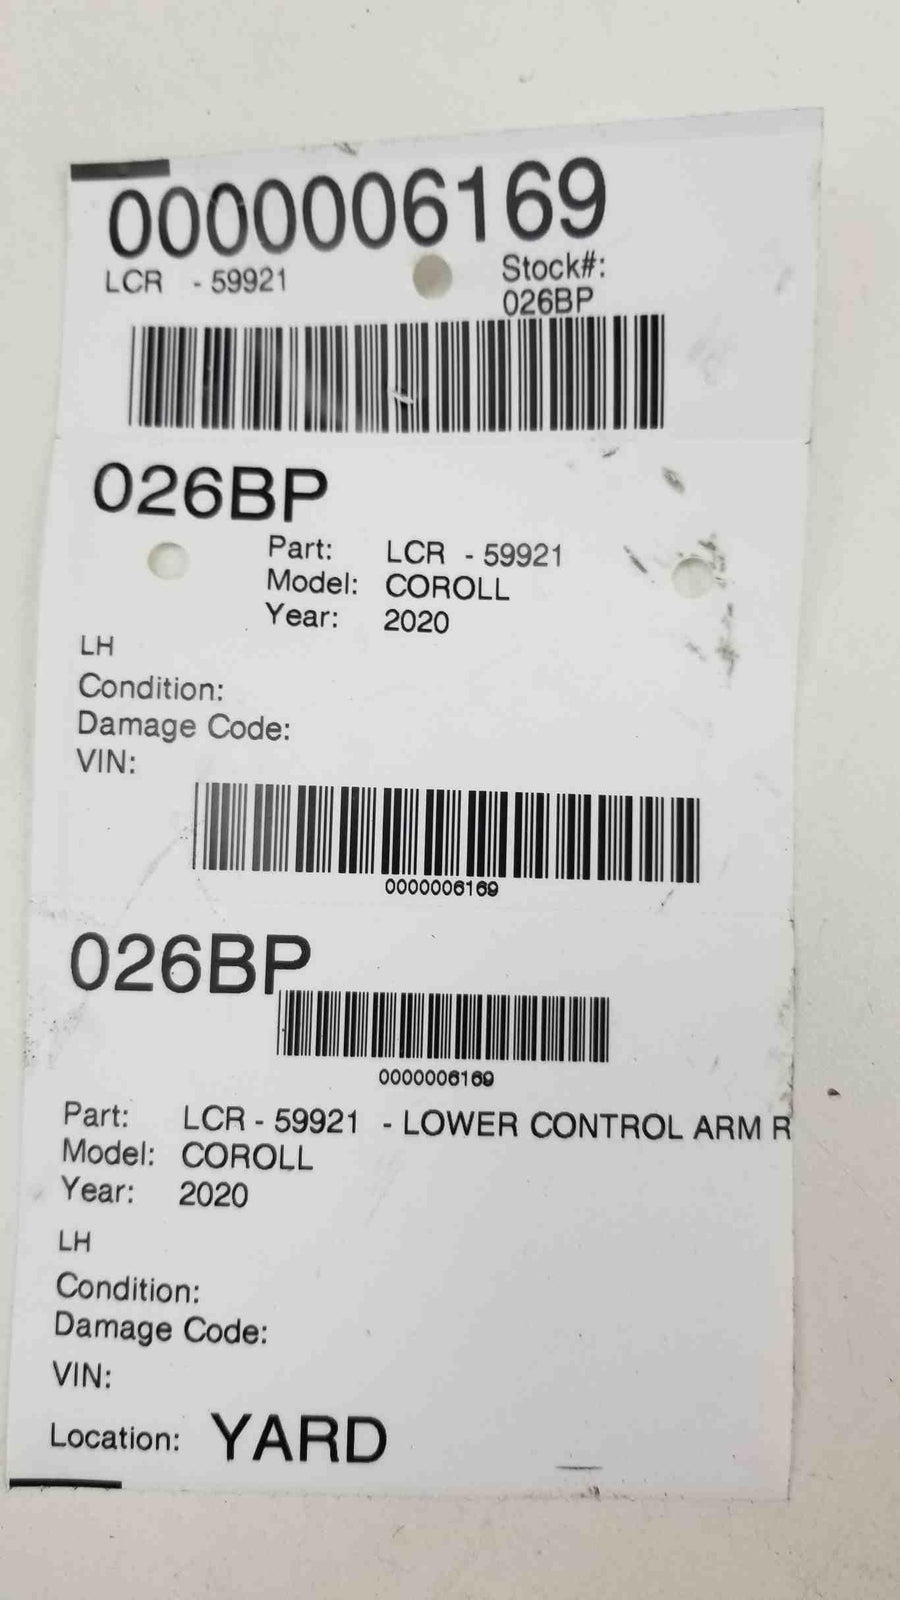 0000006169
LCR - 59921
Stock#:
026BP
026BP
Part: LCR - 59921
Model: COROLL
Year: 2020
LH
Condition:
Damage Code:
VIN:
0000006169
026BP
0000006169
Part: LCR - 59921 - LOWER CONTROL ARM R
Model: COROLL
Year: 2020
LH
Condition:
Damage Code:
VIN:
Location: YARD